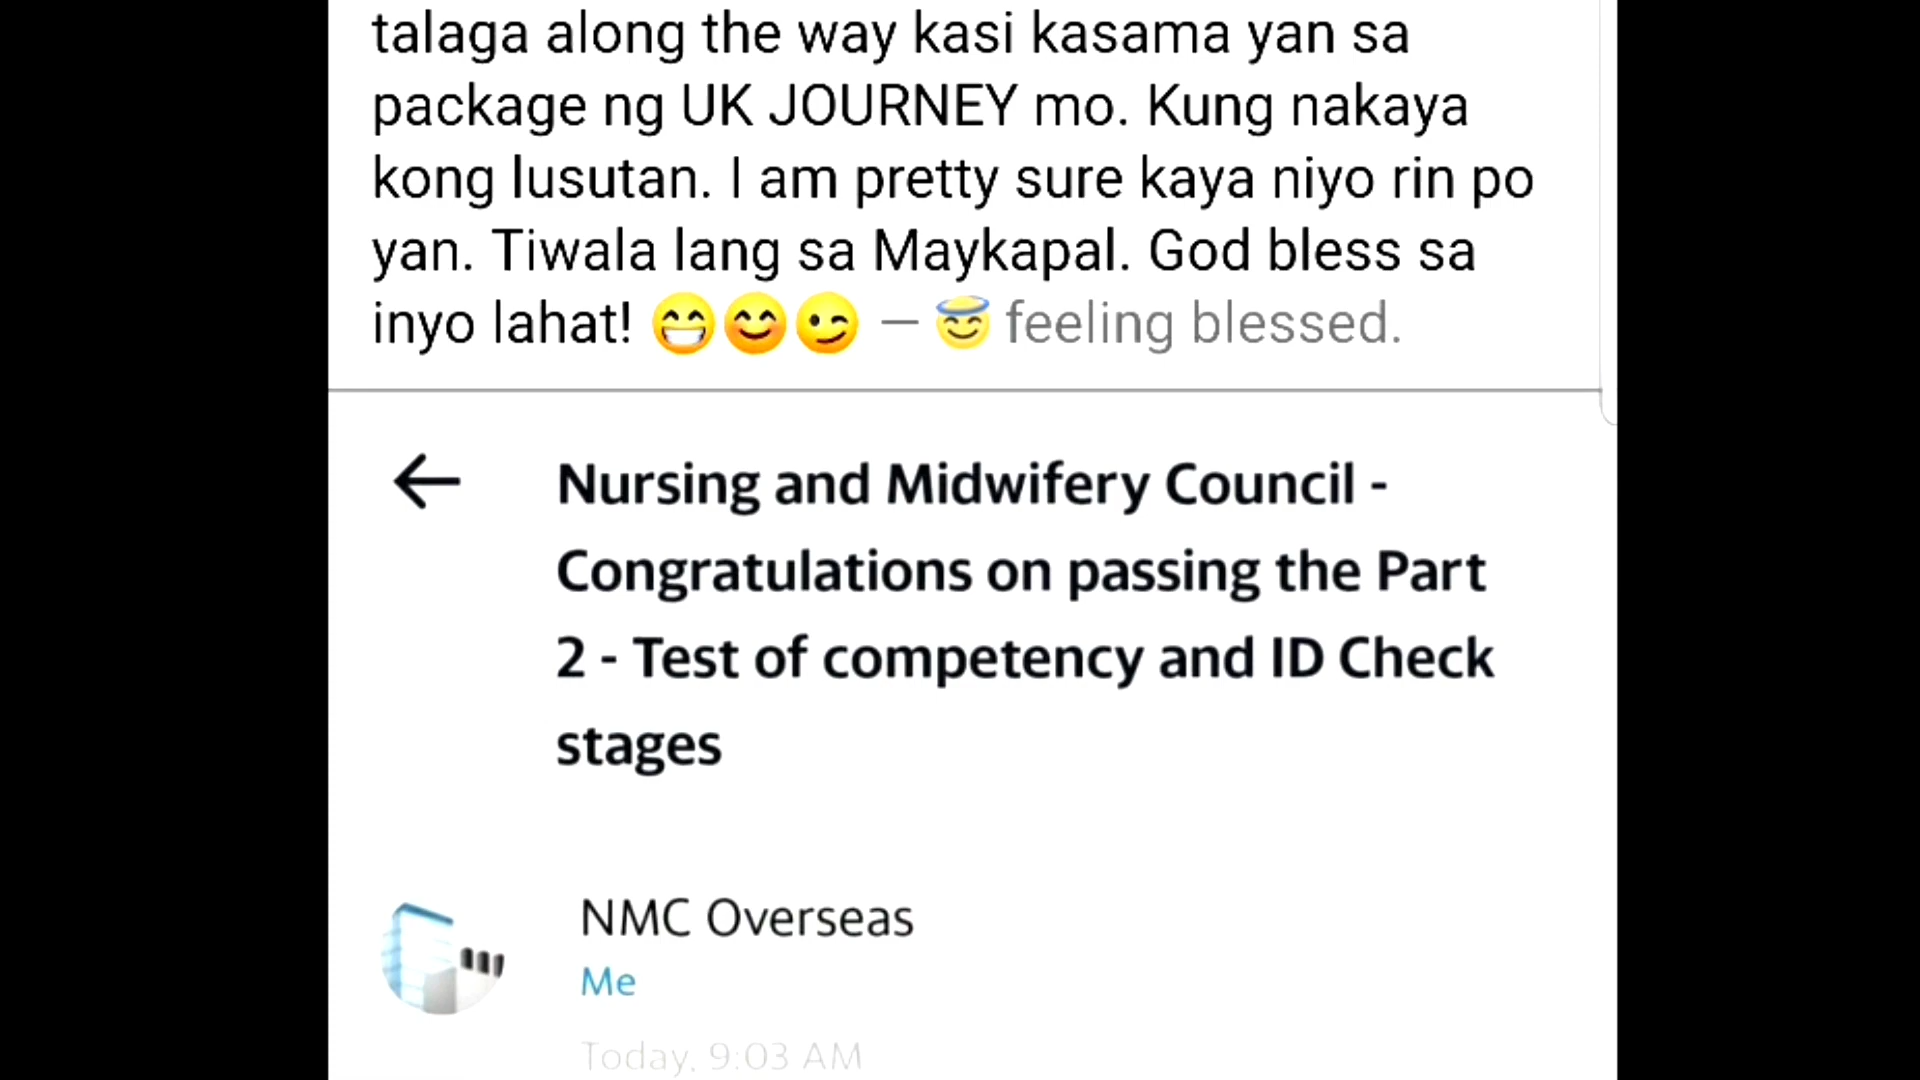 talaga along the way kasi kasama yan sa
package ng UK JOURNEY mo. Kung nakaya
kong lusutan. I am pretty sure kaya niyo rin po
yan. Tiwala lang sa Maykapal. God bless sa
inyo lahat! 😁😊😉 — 😇 feeling blessed.
Nursing and Midwifery Council -
Congratulations on passing the Part
2 - Test of competency and ID Check
stages
NMC Overseas
Me
Today, 9:03 AM